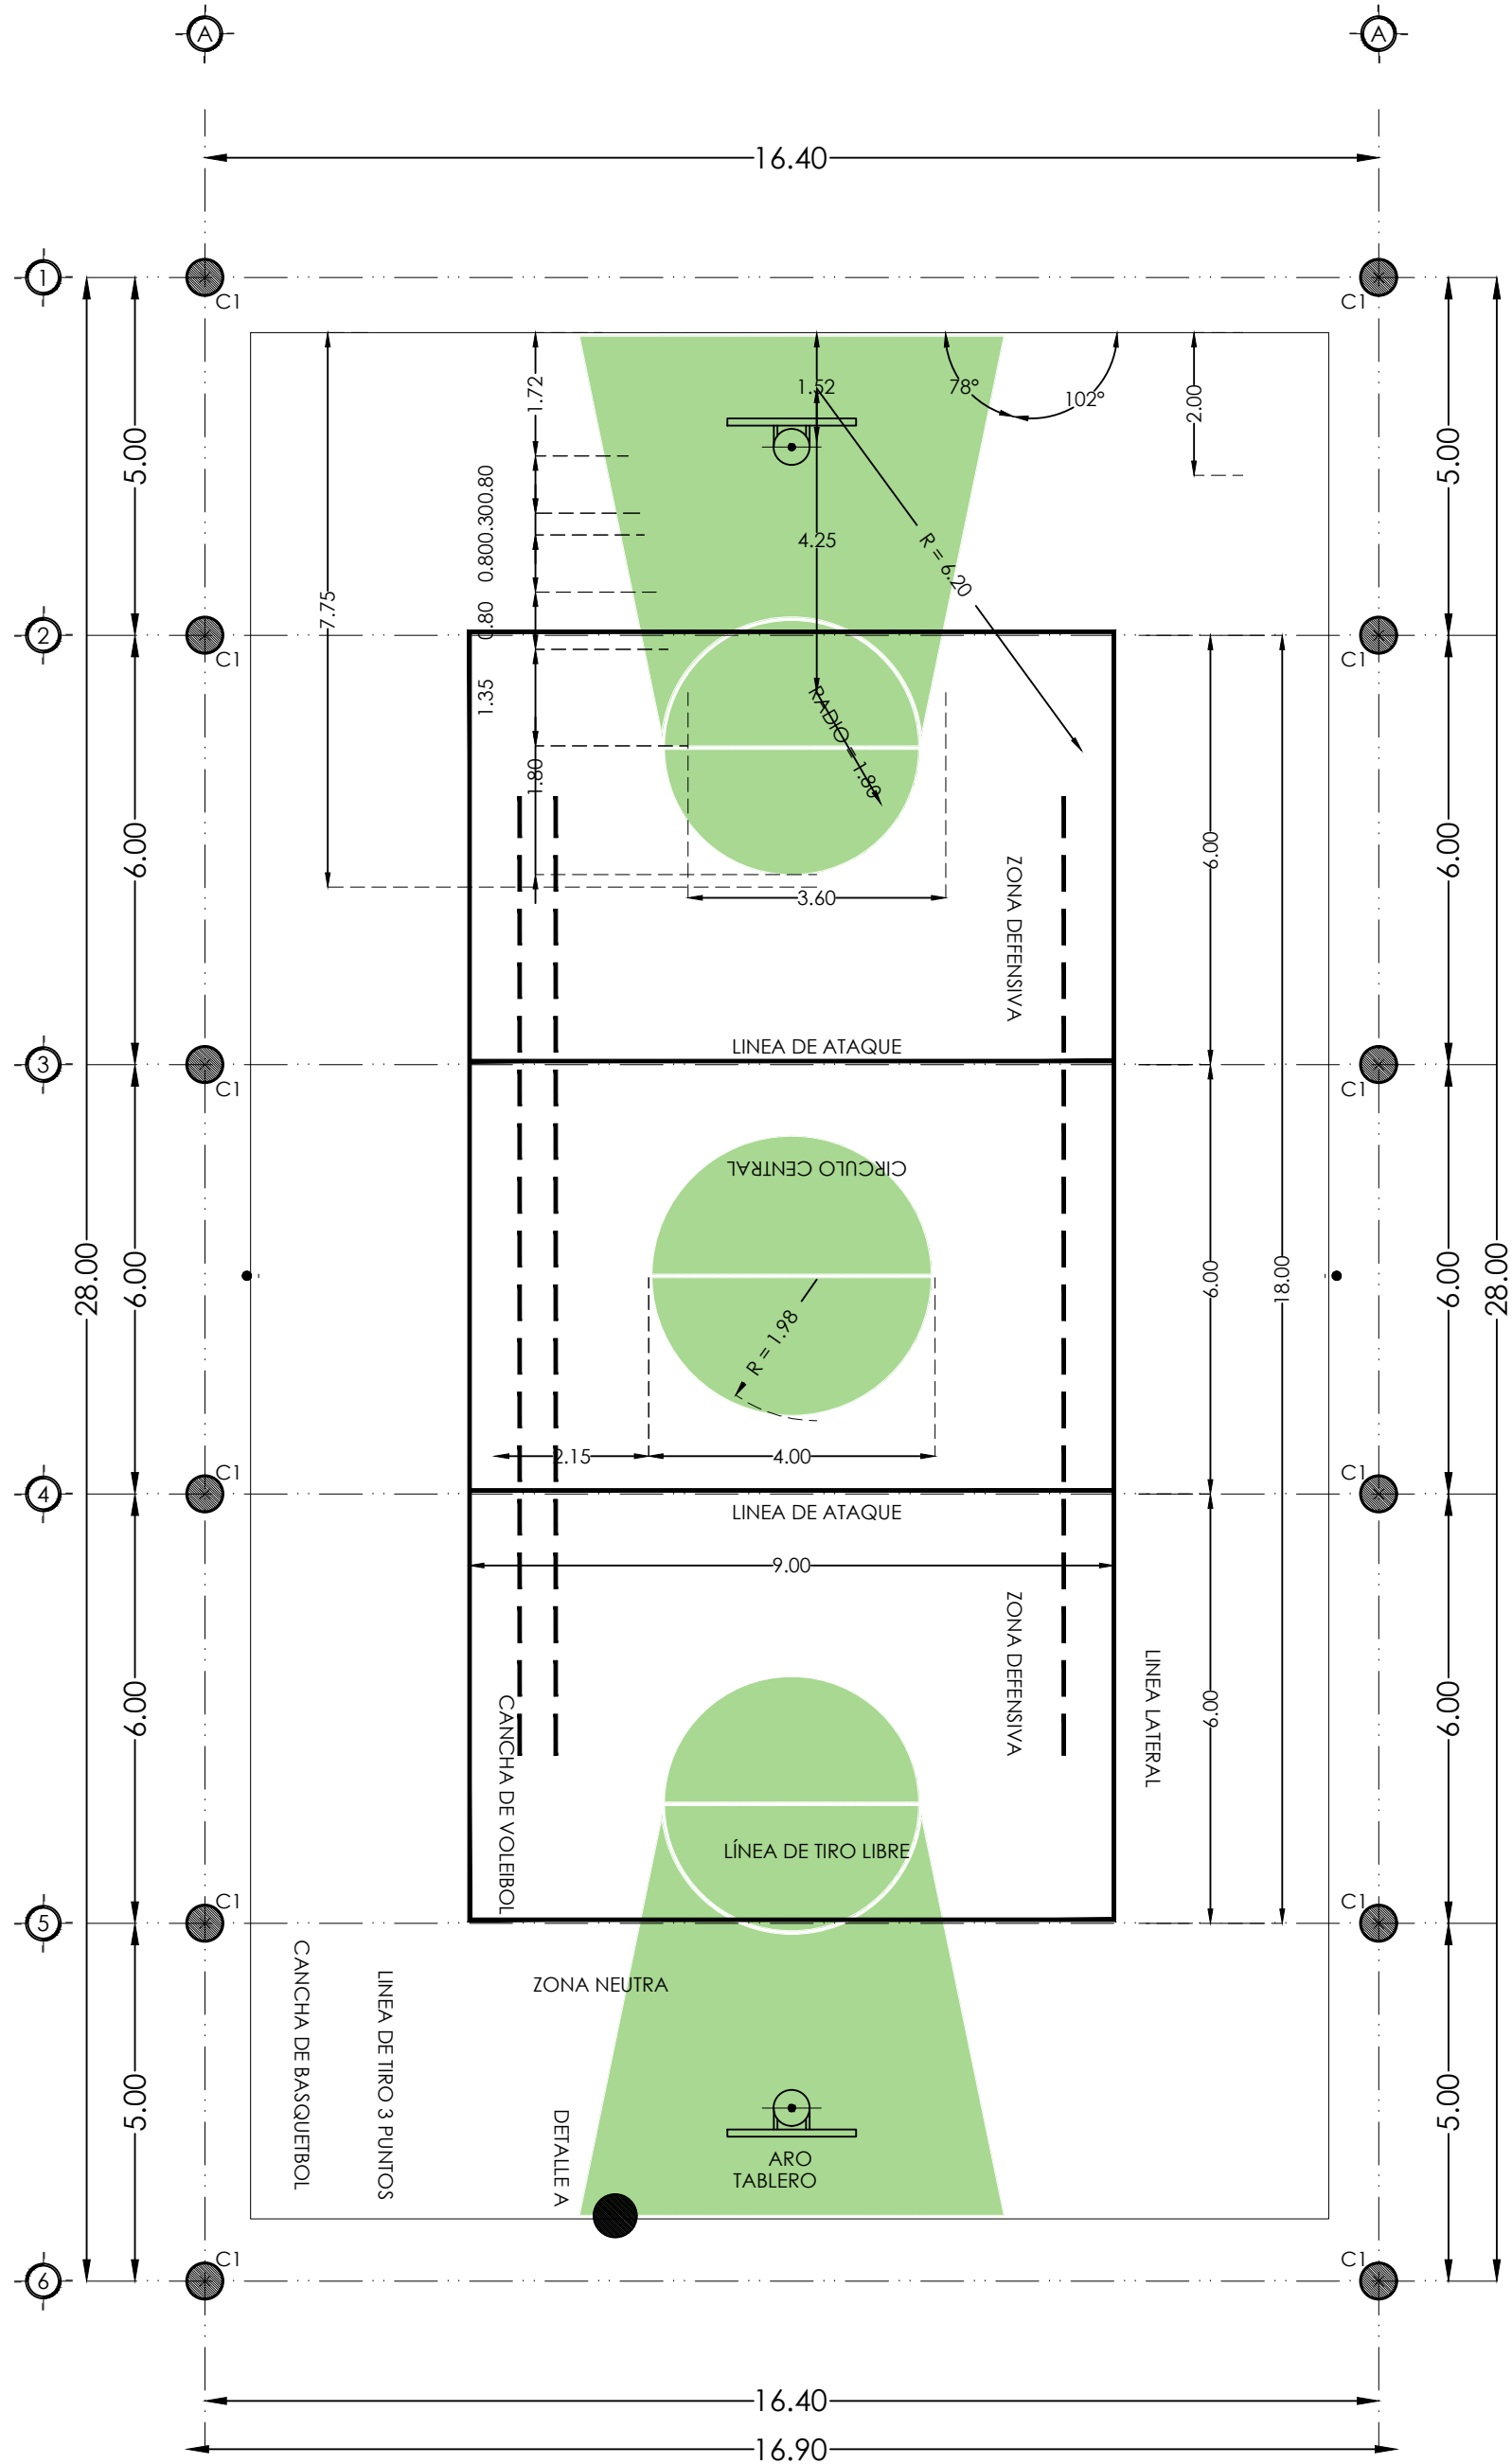 A
A
16.40
1
C1
C1
1.72
1.52
78°
102°
2.00
5.00
5.00
0.80
0.30
0.80
4.25
R = 6.20
7.75
0.80
2
C1
C1
1.35
RADIO = 1.80
1.80
6.00
6.00
6.00
3.60
ZONA DEFENSIVA
LINEA DE ATAQUE
3
C1
C1
CIRCULO CENTRAL
28.00
6.00
6.00
18.00
6.00
28.00
R = 1.98
2.15
4.00
C1
C1
4
LINEA DE ATAQUE
9.00
ZONA DEFENSIVA
LINEA LATERAL
6.00
6.00
6.00
CANCHA DE VOLEIBOL
LÍNEA DE TIRO LIBRE
C1
C1
5
ZONA NEUTRA
CANCHA DE BASQUETBOL
LINEA DE TIRO 3 PUNTOS
5.00
5.00
DETALLE A
ARO
TABLERO
C1
C1
6
16.40
16.90